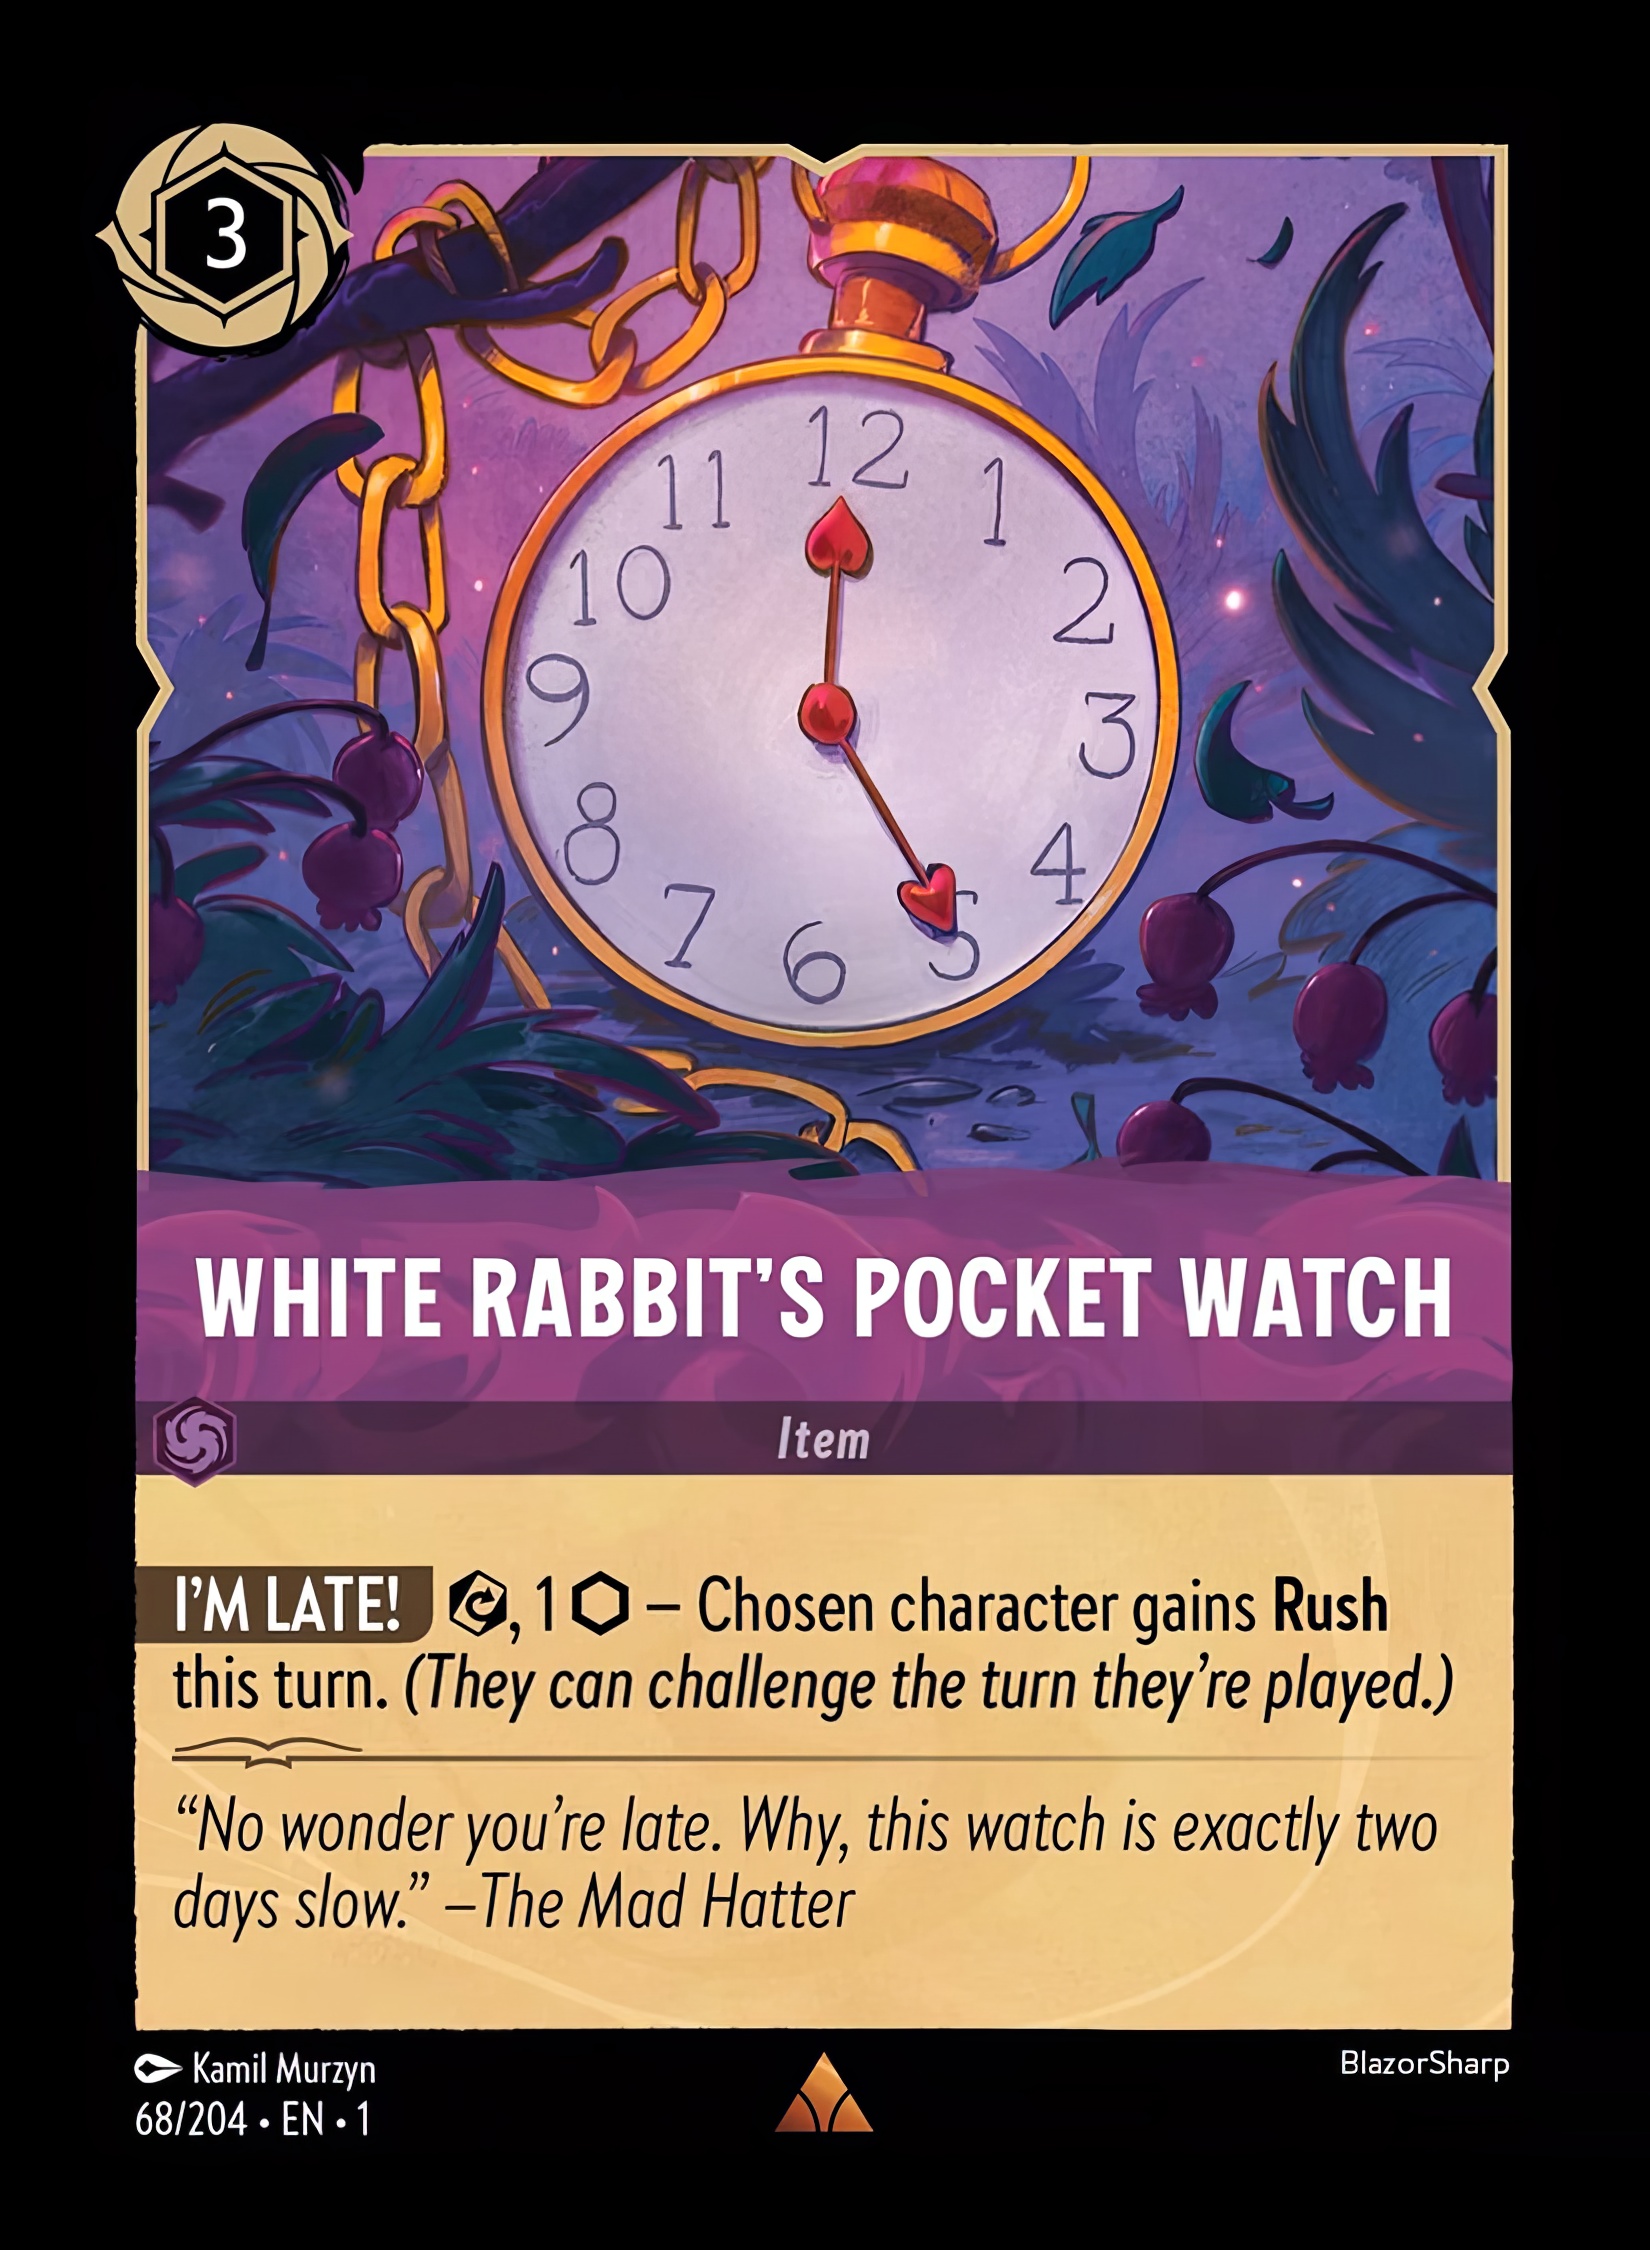 3
12
11
1
10
2
9
3
8
4
7
5
6
WHITE RABBIT’S POCKET WATCH
Item
I’M LATE! , 1 – Chosen character gains Rush
this turn. (They can challenge the turn they’re played.)
“No wonder you’re late. Why, this watch is exactly two
days slow.” –The Mad Hatter
Kamil Murzyn
BlazorSharp
68/204 • EN • 1